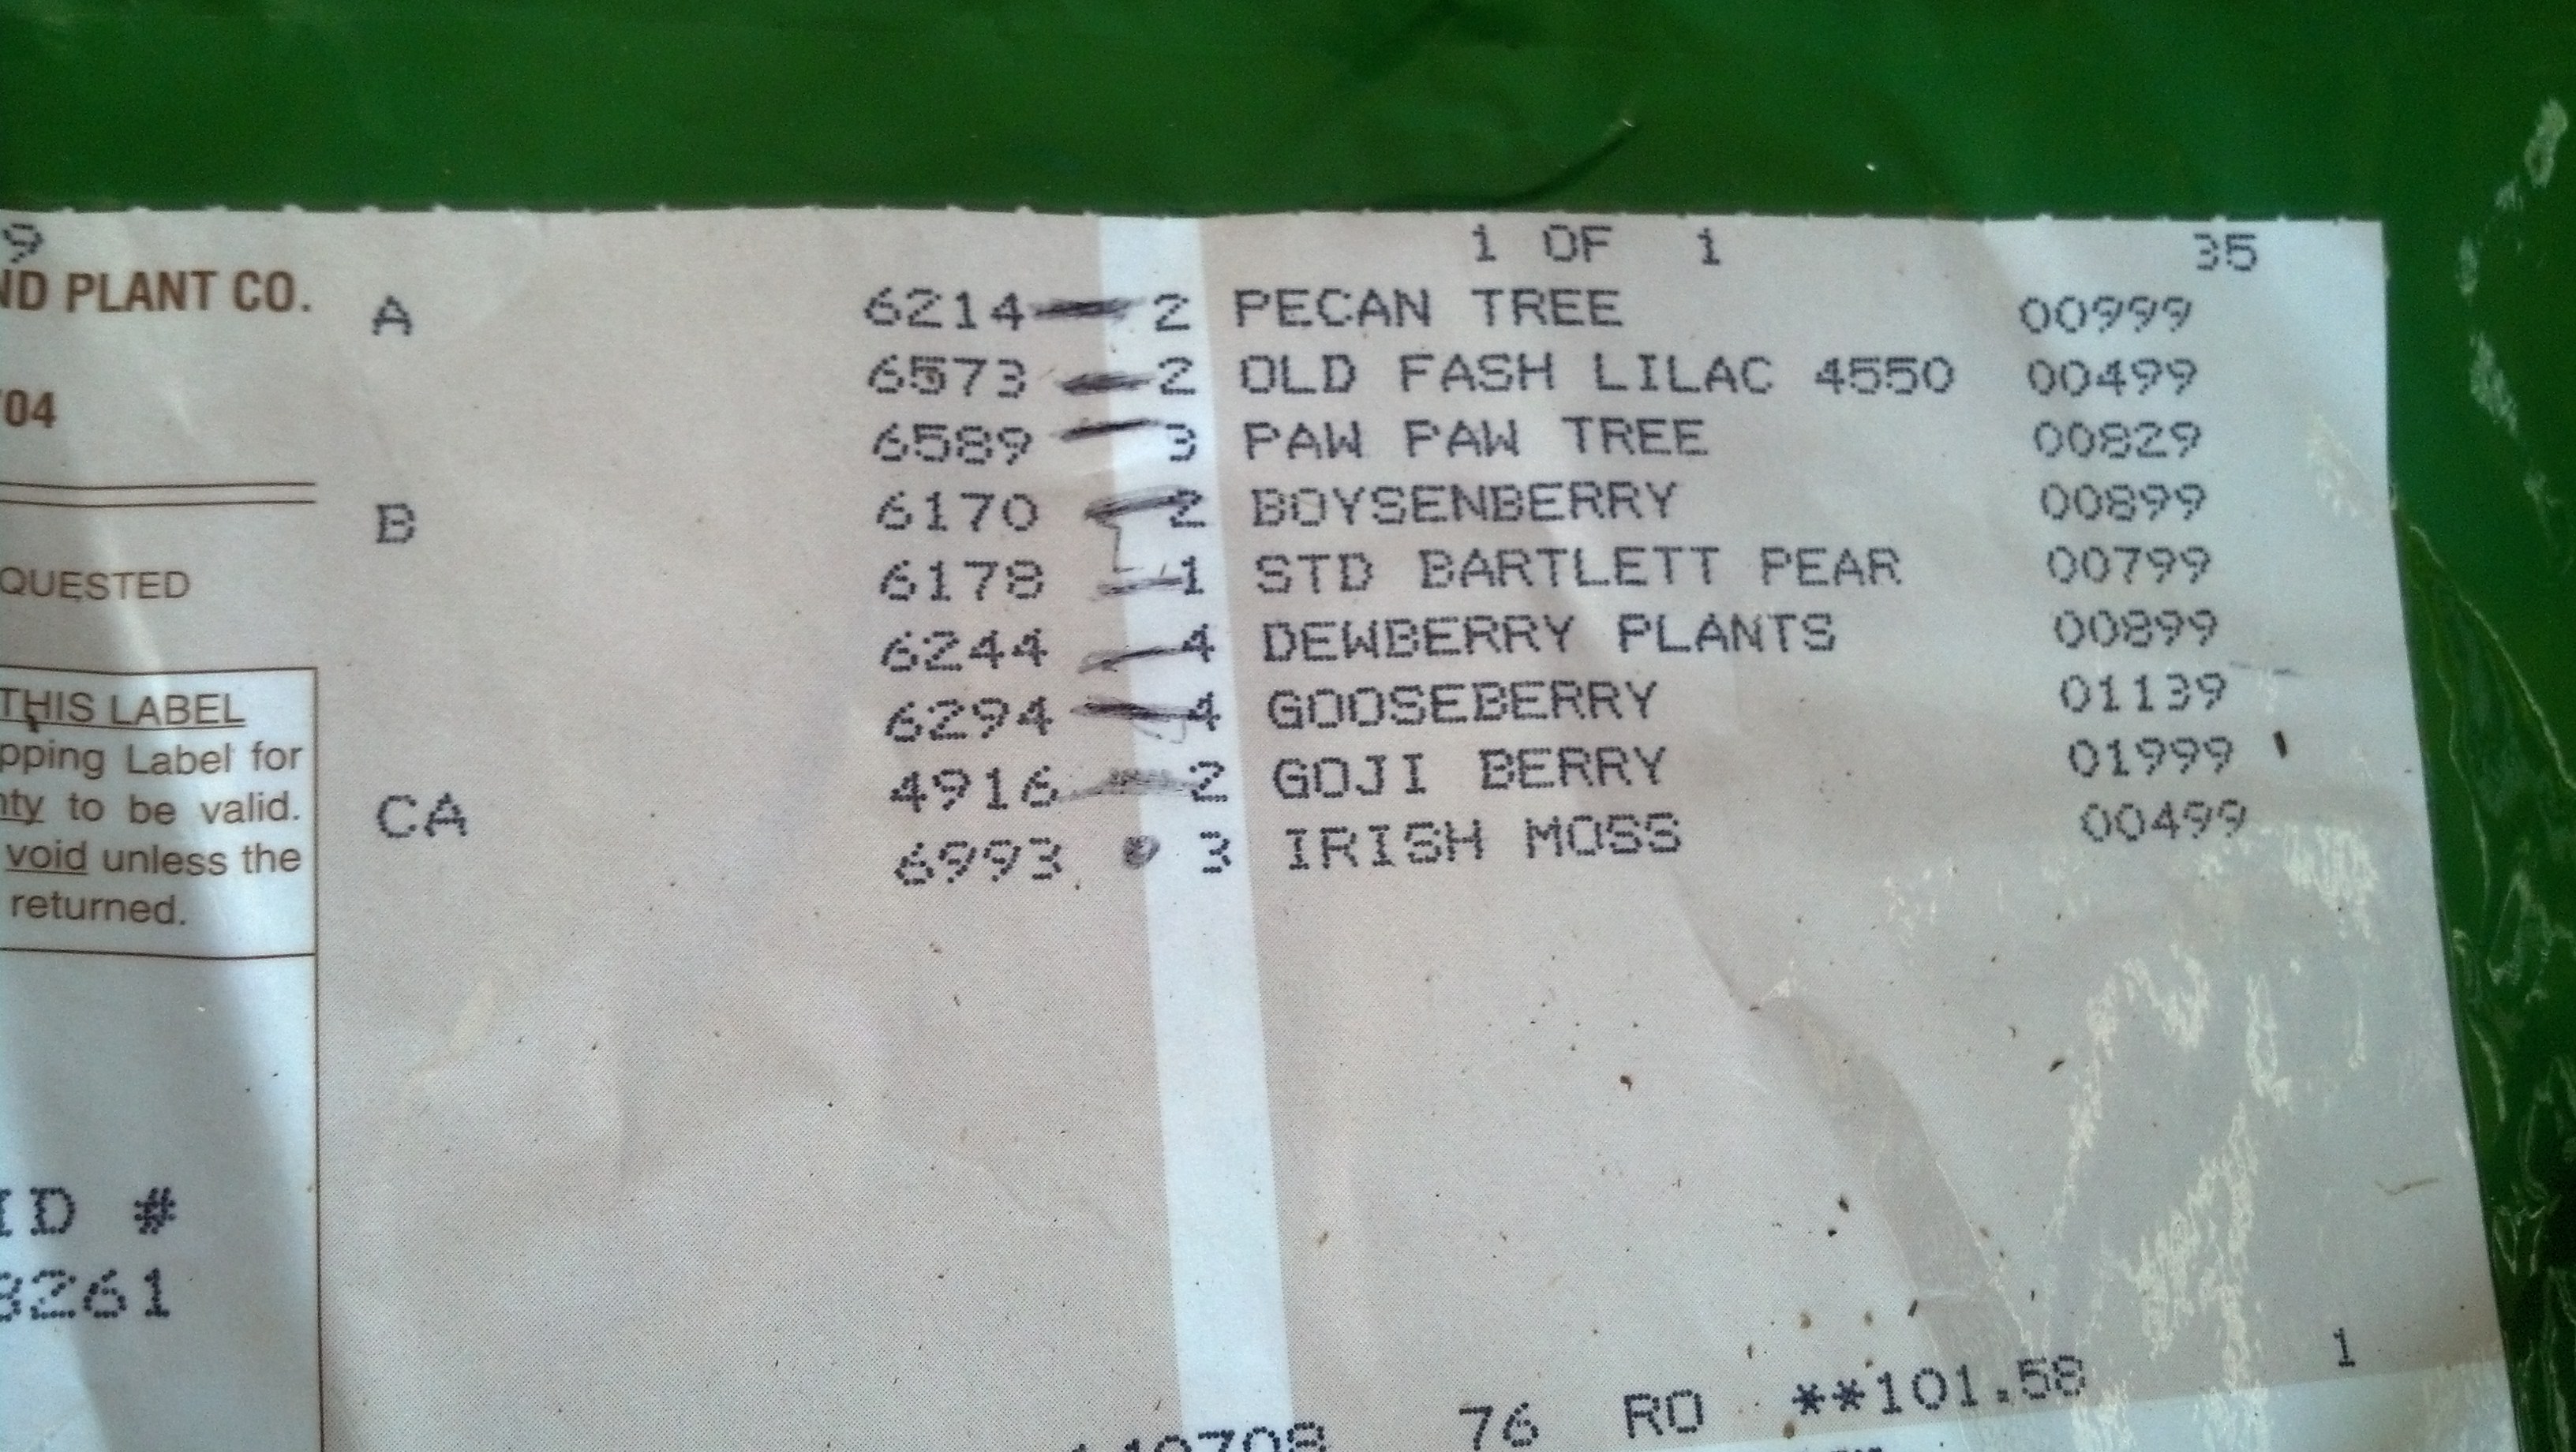 9
1 OF 1 35
ND PLANT CO.
A
6214 2 PECAN TREE 00999
6573 2 OLD FASH LILAC 4550 00499
04
6589 3 PAW PAW TREE 00829
B
6170 2 BOYSENBERRY 00899
QUESTED
6178 1 STD BARTLETT PEAR 00799
6244 4 DEWBERRY PLANTS 00899
THIS LABEL
6294 4 GOOSEBERRY 01139
pping Label for
4916 2 GOJI BERRY 01999
nty to be valid.
CA
6993 3 IRISH MOSS 00499
void unless the
returned.
ID #
3261
1
76 RO **101.58